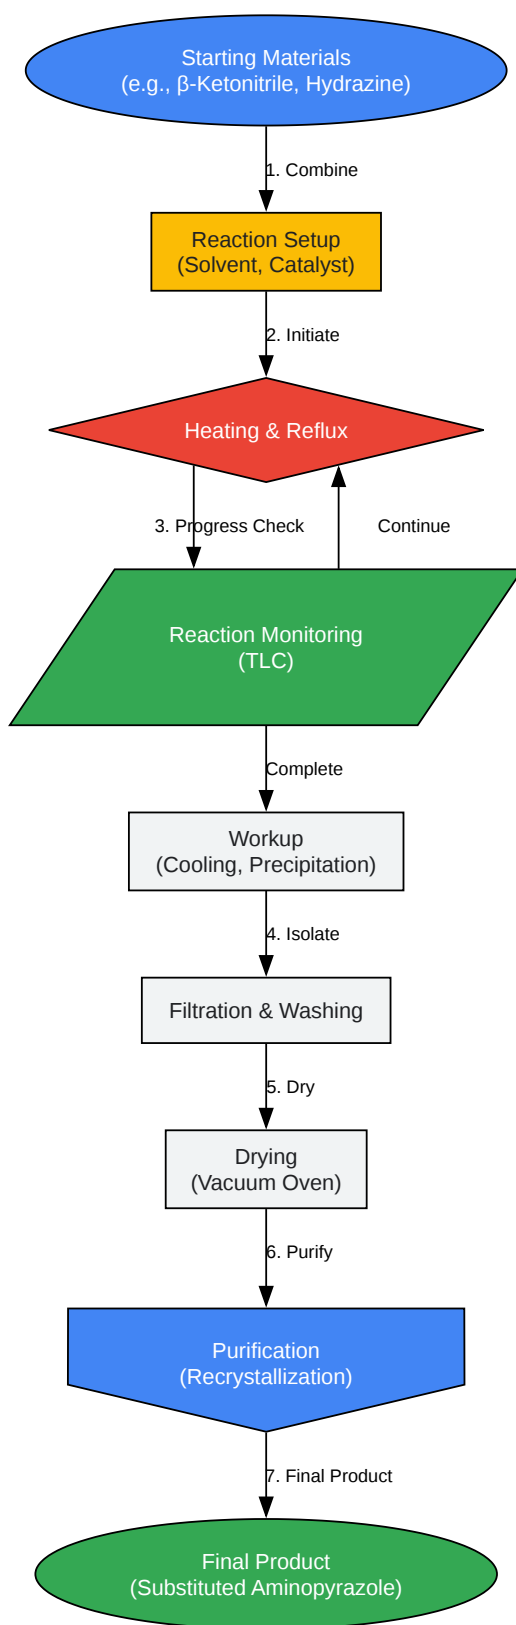 Starting Materials
(e.g., β-Ketonitrile, Hydrazine)
1. Combine
Reaction Setup
(Solvent, Catalyst)
2. Initiate
Heating & Reflux
3. Progress Check
Continue
Reaction Monitoring
(TLC)
Complete
Workup
(Cooling, Precipitation)
4. Isolate
Filtration & Washing
5. Dry
Drying
(Vacuum Oven)
6. Purify
Purification
(Recrystallization)
7. Final Product
Final Product
(Substituted Aminopyrazole)